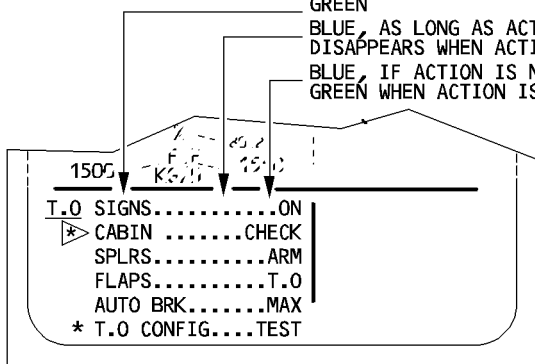 GREEN
BLUE, AS LONG AS ACT
DISAPPEARS WHEN ACTI
BLUE, IF ACTION IS N
GREEN WHEN ACTION IS
1500
KG/
T.O SIGNS...........ON
* CABIN .......CHECK
SPLRS..........ARM
FLAPS..........T.O
AUTO BRK.......MAX
* T.O CONFIG....TEST